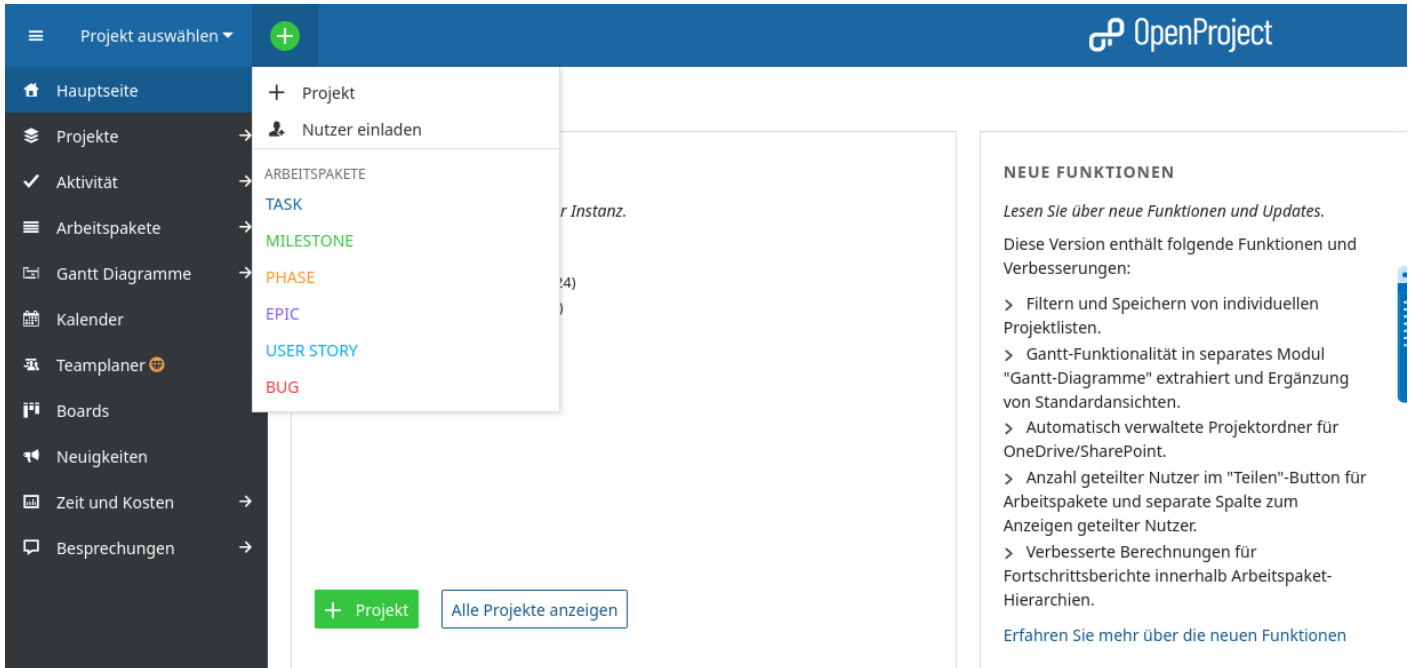 Projekt auswählen
OpenProject
Hauptseite
Projekte
Aktivität
Arbeitspakete
Gantt Diagramme
Kalender
Teamplaner
Boards
Neuigkeiten
Zeit und Kosten
Besprechungen
Projekt
Nutzer einladen
ARBEITSPAKETE
TASK
MILESTONE
PHASE
EPIC
USER STORY
BUG
r Instanz.
24)
)
+ Projekt
Alle Projekte anzeigen
NEUE FUNKTIONEN
Lesen Sie über neue Funktionen und Updates.
Diese Version enthält folgende Funktionen und
Verbesserungen:
> Filtern und Speichern von individuellen
Projektlisten.
> Gantt-Funktionalität in separates Modul
"Gantt-Diagramme" extrahiert und Ergänzung
von Standardansichten.
> Automatisch verwaltete Projektordner für
OneDrive/SharePoint.
> Anzahl geteilter Nutzer im "Teilen"-Button für
Arbeitspakete und separate Spalte zum
Anzeigen geteilter Nutzer.
> Verbesserte Berechnungen für
Fortschrittsberichte innerhalb Arbeitspaket-
Hierarchien.
Erfahren Sie mehr über die neuen Funktionen